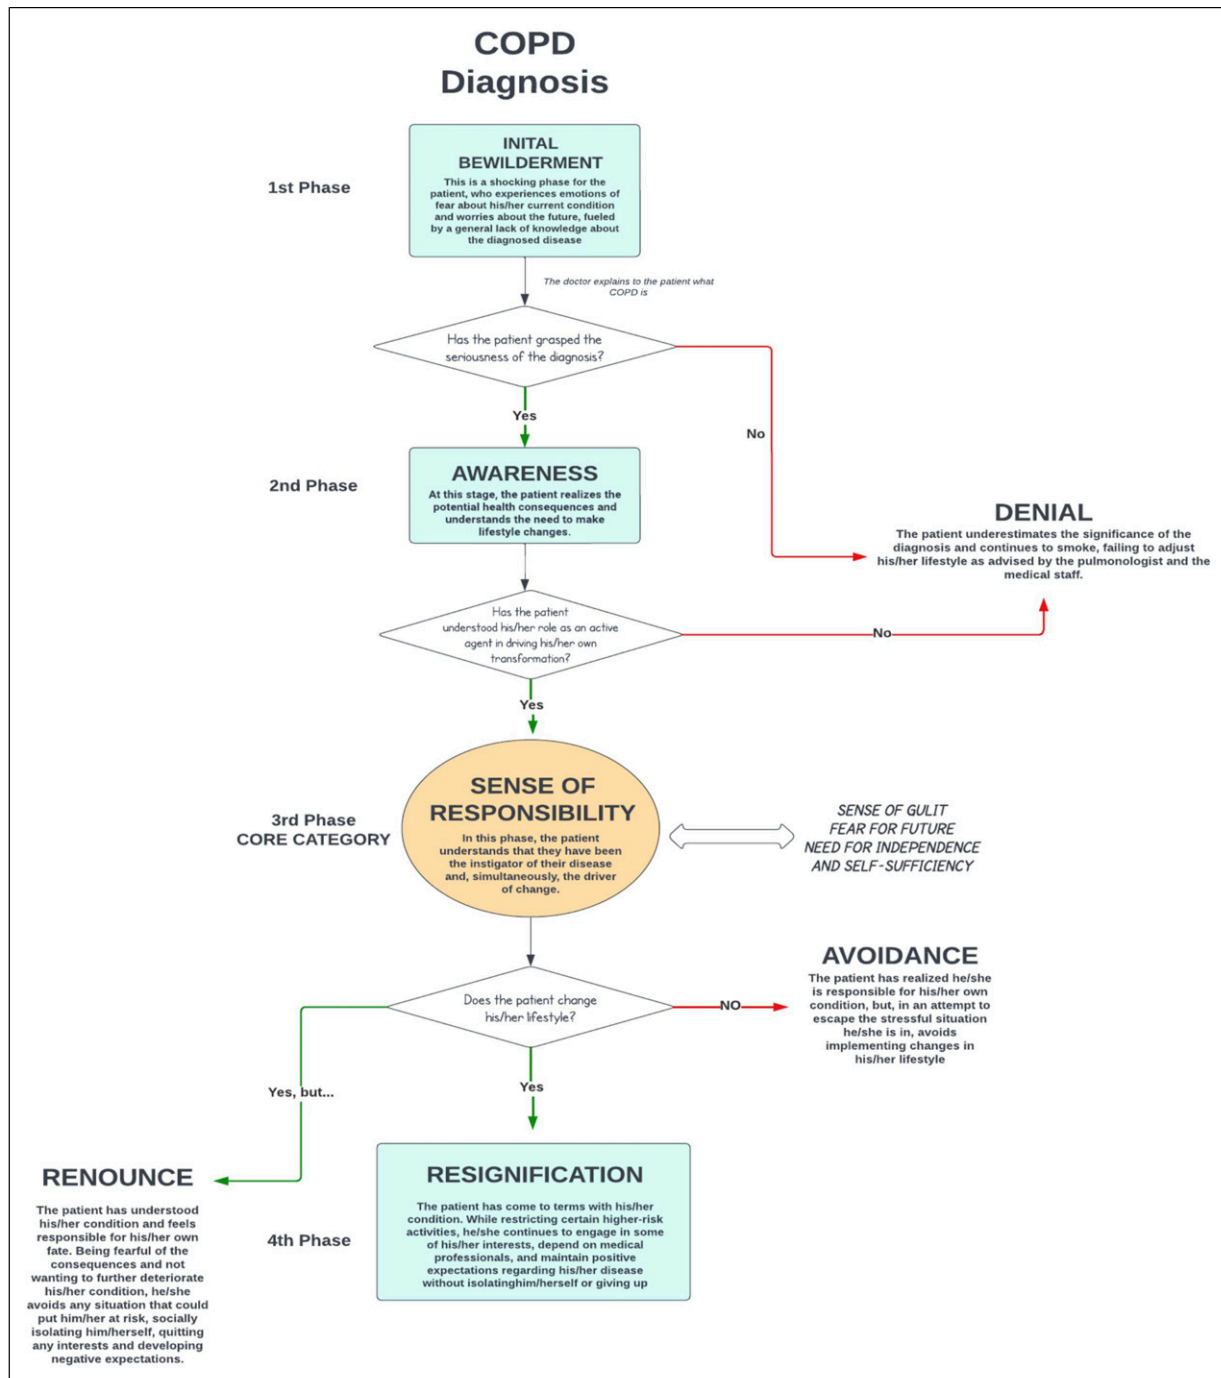 COPD
Diagnosis
1st Phase
INITAL
BEWILDERMENT
This is a shocking phase for the
patient, who experiences emotions of
fear about his/her current condition
and worries about the future, fueled
by a general lack of knowledge about
the diagnosed disease
The doctor explains to the patient what
COPD is
Has the patient grasped the
seriousness of the diagnosis?
Yes
No
2nd Phase
AWARENESS
At this stage, the patient realizes the
potential health consequences and
understands the need to make
lifestyle changes.
DENIAL
The patient underestimates the significance of the
diagnosis and continues to smoke, failing to adjust
his/her lifestyle as advised by the pulmonologist and the
medical staff.
Has the patient
understood his/her role as an active
agent in driving his/her own
transformation?
No
Yes
3rd Phase
CORE CATEGORY
SENSE OF
RESPONSIBILITY
In this phase, the patient
understands that they have been
the instigator of their disease
and, simultaneously, the driver
of change.
SENSE OF GULIT
FEAR FOR FUTURE
NEED FOR INDEPENDENCE
AND SELF-SUFFICIENCY
Does the patient change
his/her lifestyle?
NO
AVOIDANCE
The patient has realized he/she
is responsible for his/her own
condition, but, in an attempt to
escape the stressful situation
he/she is in, avoids
implementing changes in
his/her lifestyle
Yes, but...
Yes
RENOUNCE
The patient has understood
his/her condition and feels
responsible for his/her own
fate. Being fearful of the
consequences and not
wanting to further deteriorate
his/her condition, he/she
avoids any situation that could
put him/her at risk, socially
isolating him/herself, quitting
any interests and developing
negative expectations.
4th Phase
RESIGNIFICATION
The patient has come to terms with his/her
condition. While restricting certain higher-risk
activities, he/she continues to engage in some
of his/her interests, depend on medical
professionals, and maintain positive
expectations regarding his/her disease
without isolatinghim/herself or giving up